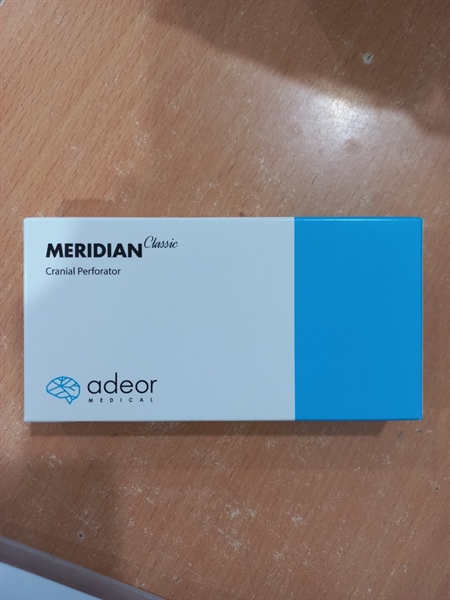 MERIDIAN Classic
Cranial Perforator
adeor
MEDICAL